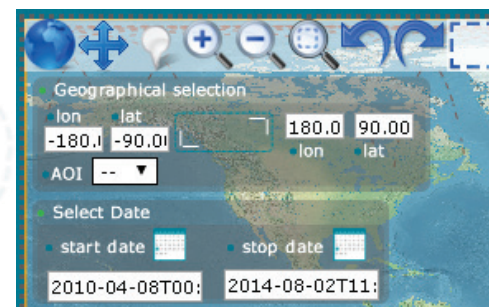 Geographical selection
lon lat
-180. -90.0 180.0 90.00
lon lat
AOI -- ▼
Select Date
start date stop date
2010-04-08T00: 2014-08-02T11: